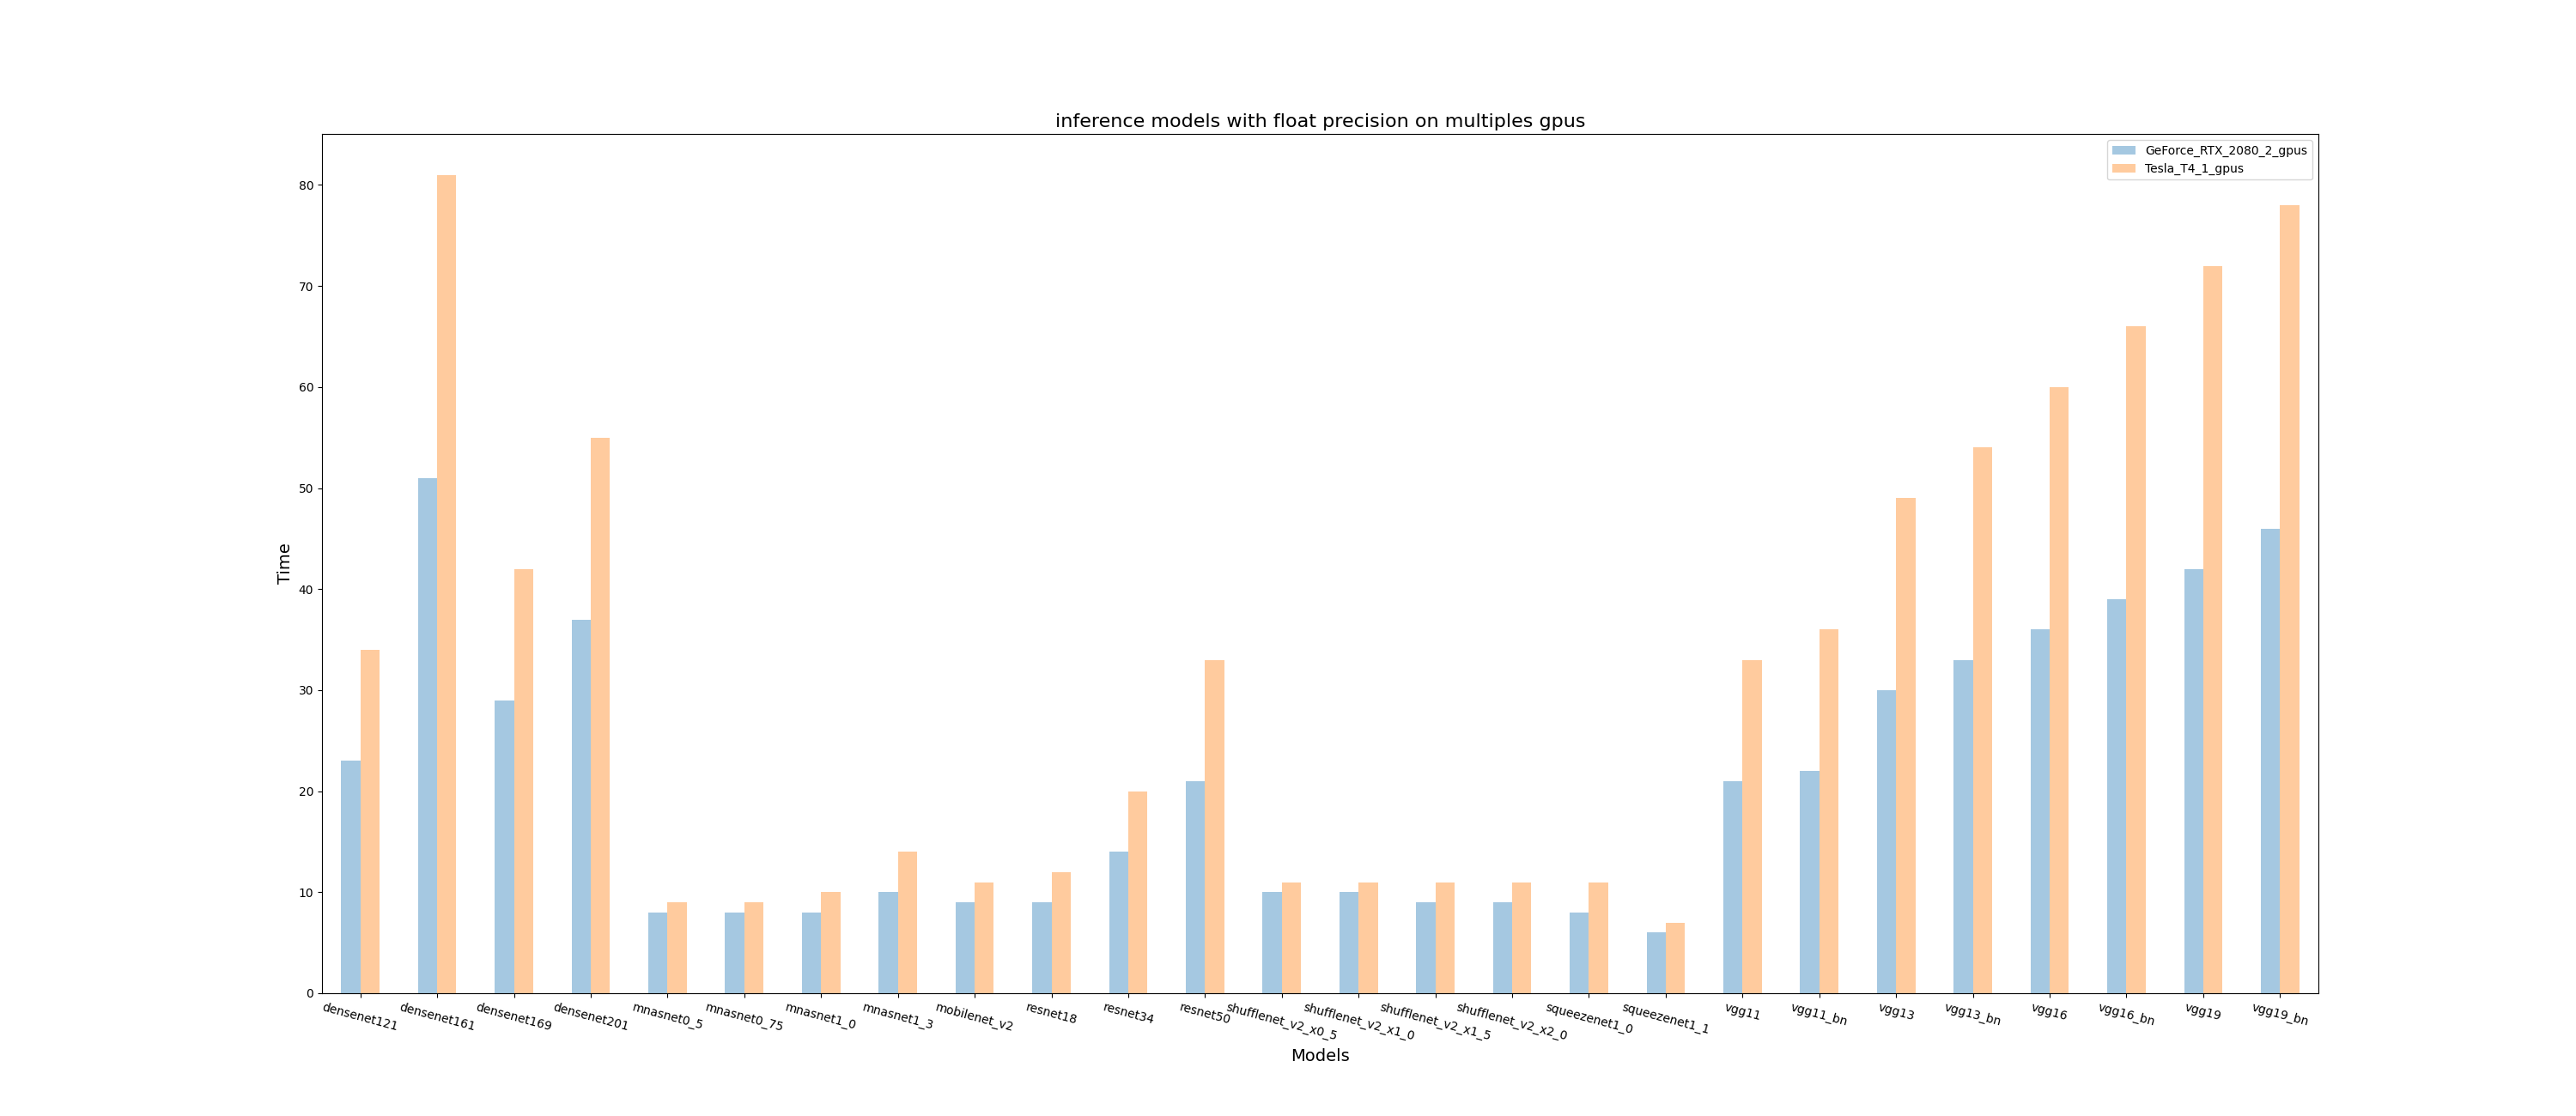 inference models with float precision on multiples gpus
GeForce_RTX_2080_2_gpus
Tesla_T4_1_gpus
Time
80
70
60
50
40
30
20
10
0
densenet121
densenet161
densenet169
densenet201
mnasnet0_5
mnasnet0_75
mnasnet1_0
mnasnet1_3
mobilenet_v2
resnet18
resnet34
resnet50
shufflenet_v2_x0_5
shufflenet_v2_x1_0
shufflenet_v2_x1_5
shufflenet_v2_x2_0
squeezenet1_0
squeezenet1_1
vgg11
vgg11_bn
vgg13
vgg13_bn
vgg16
vgg16_bn
vgg19
vgg19_bn
Models